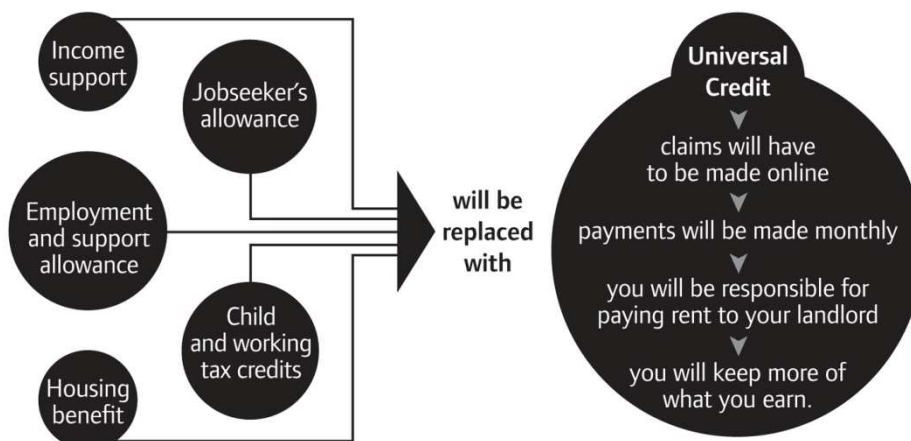 Income
support
Jobseeker's
allowance
Employment
and support
allowance
Child
and working
tax credits
Housing
benefit
will be
replaced
with
Universal
Credit
claims will have
to be made online
payments will be made monthly
you will be responsible for
paying rent to your landlord
you will keep more of
what you earn.